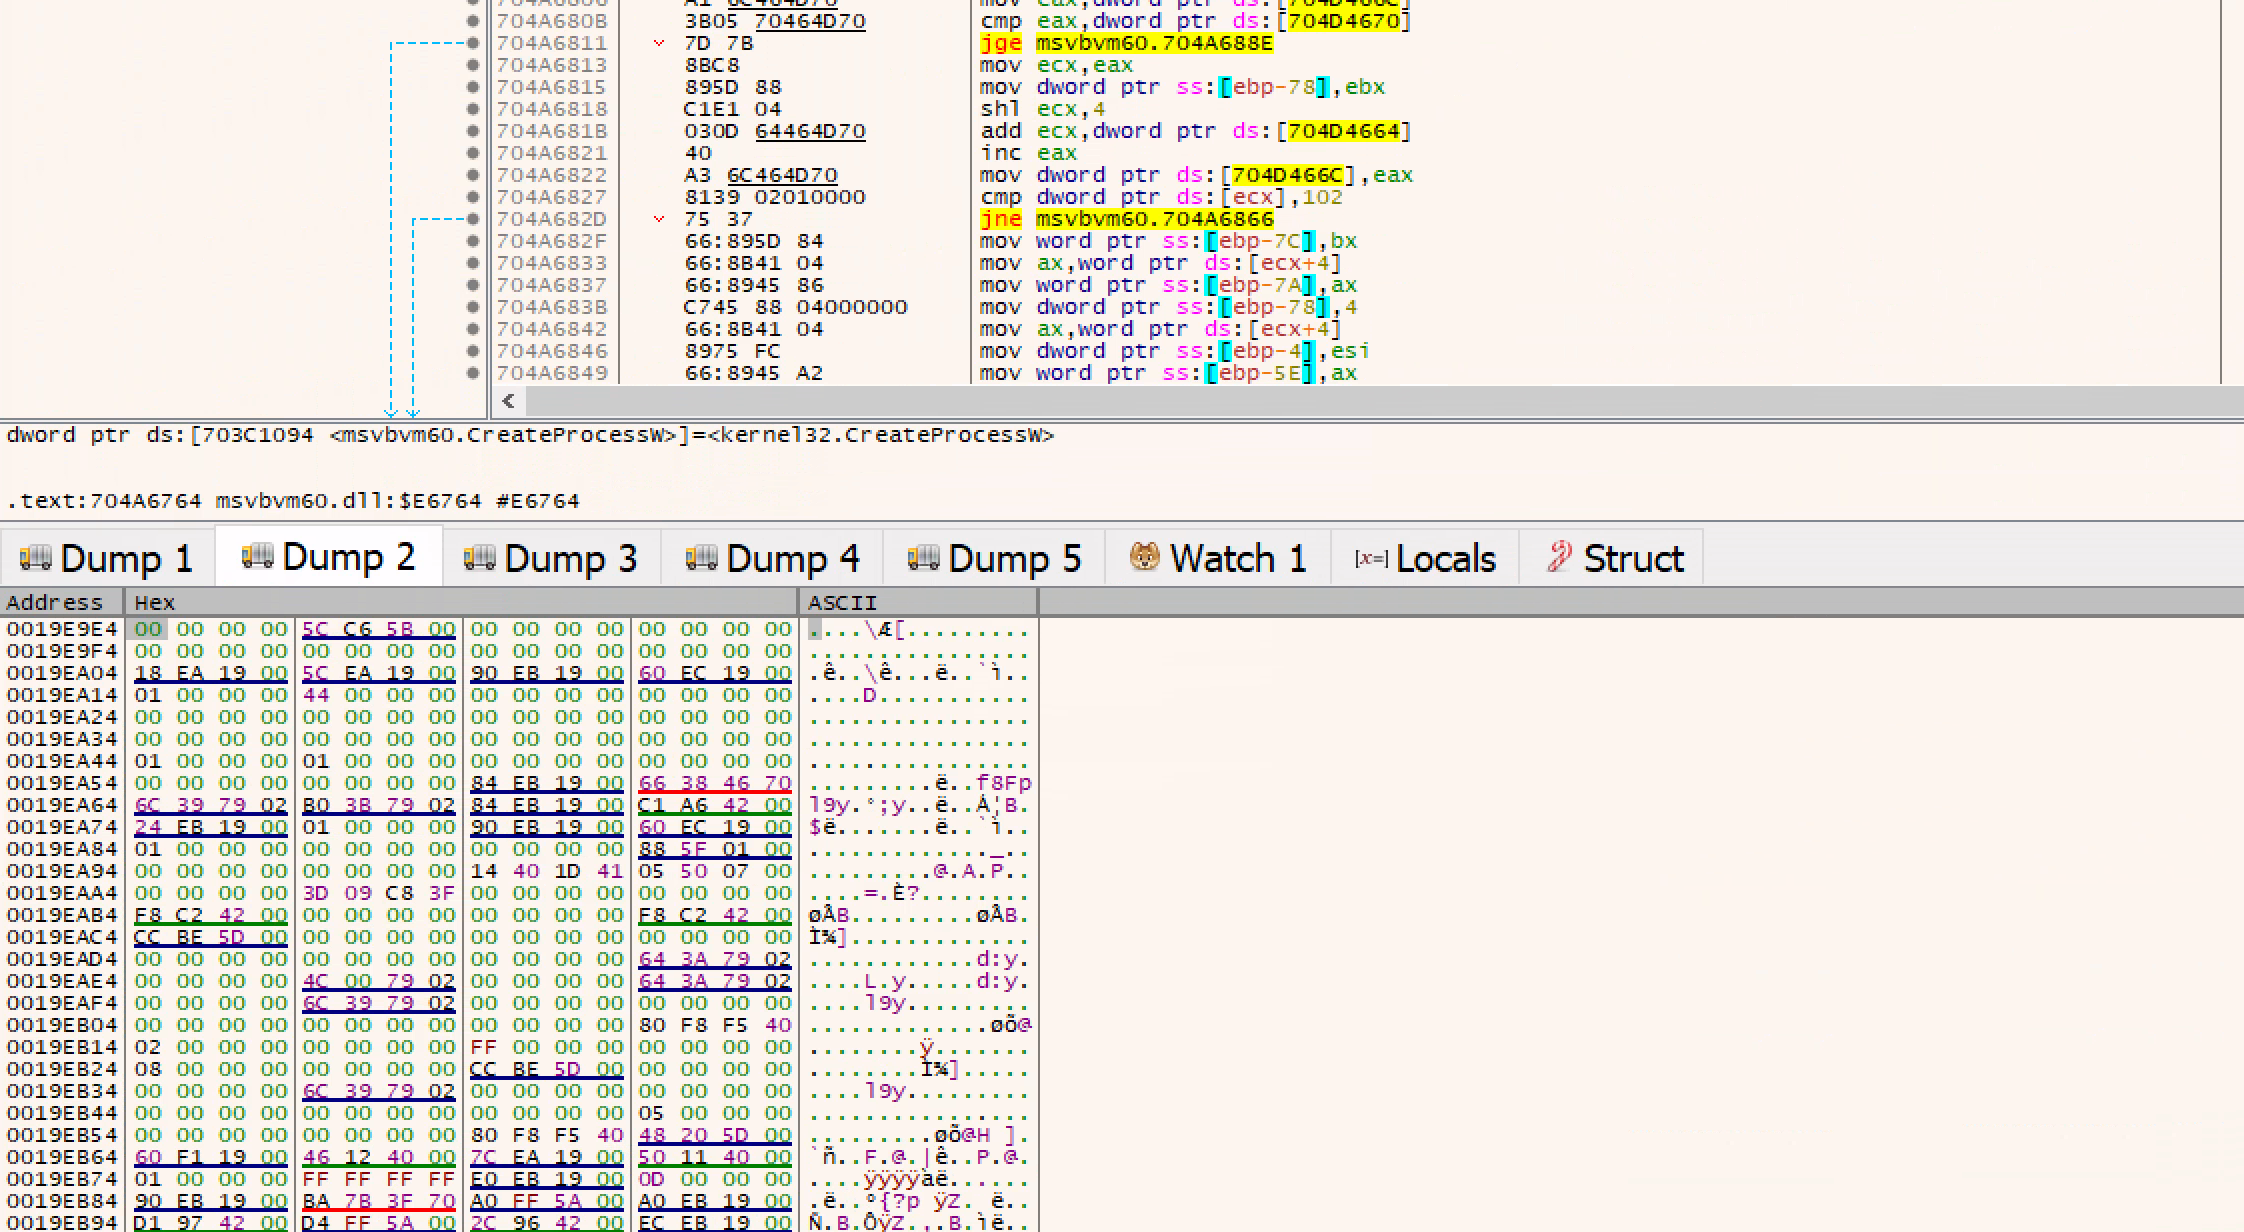 3B05 70464D70 cmp eax,dword ptr ds:[704D4670]
704A680B
704A6811 7D 7B jge msvbvm60.704A688E
704A6813 8BC8 mov ecx,eax
704A6815 895D 88 mov dword ptr ss:[ebp-78],ebx
704A6818 C1E1 04 shl ecx,4
704A681B 030D 64464D70 add ecx,dword ptr ds:[704D4664]
704A6821 40 inc eax
704A6822 A3 6C464D70 mov dword ptr ds:[704D466C],eax
704A6827 8139 02010000 cmp dword ptr ds:[ecx],102
704A682D 75 37 jne msvbvm60.704A6866
704A682F 66:895D 84 mov word ptr ss:[ebp-7C],bx
704A6833 66:8B41 04 mov ax,word ptr ds:[ecx+4]
704A6837 66:8945 86 mov word ptr ss:[ebp-7A],ax
704A683B C745 88 04000000 mov dword ptr ss:[ebp-78],4
704A6842 66:8B41 04 mov ax,word ptr ds:[ecx+4]
704A6846 8975 FC mov dword ptr ss:[ebp-4],esi
704A6849 66:8945 A2 mov word ptr ss:[ebp-5E],ax
dword ptr ds:[703C1094 <msvbvm60.CreateProcessW>]=<kernel32.CreateProcessW>
.text:704A6764 msvbvm60.dll:$E6764 #E6764
Dump 1 Dump 2 Dump 3 Dump 4 Dump 5 Watch 1 [x=] Locals Struct
Address Hex ASCII
0019E9E4 00 00 00 00 5C C6 5B 00 00 00 00 00 00 00 00 00 ....\Æ[.........
0019E9F4 00 00 00 00 00 00 00 00 00 00 00 00 00 00 00 00 ................
0019EA04 18 EA 19 00 5C EA 19 00 90 EB 19 00 60 EC 19 00 .ê..\ê...ë..`ì..
0019EA14 01 00 00 00 44 00 00 00 00 00 00 00 00 00 00 00 ....D...........
0019EA24 00 00 00 00 00 00 00 00 00 00 00 00 00 00 00 00 ................
0019EA34 00 00 00 00 00 00 00 00 00 00 00 00 00 00 00 00 ................
0019EA44 01 00 00 00 01 00 00 00 00 00 00 00 00 00 00 00 ................
0019EA54 00 00 00 00 00 00 00 00 84 EB 19 00 66 38 46 70 .........ë..f8Fp
0019EA64 6C 39 79 02 B0 3B 79 02 84 EB 19 00 C1 A6 42 00 l9y.°;y..ë..Á¦B.
0019EA74 24 EB 19 00 01 00 00 00 90 EB 19 00 60 EC 19 00 $ë.......ë..`ì..
0019EA84 01 00 00 00 00 00 00 00 00 00 00 00 88 5F 01 00 ............._..
0019EA94 00 00 00 00 00 00 00 00 14 40 1D 41 05 50 07 00 .........@.A.P..
0019EAA4 00 00 00 00 3D 09 C8 3F 00 00 00 00 00 00 00 00 ....=.È?........
0019EAB4 F8 C2 42 00 00 00 00 00 00 00 00 00 F8 C2 42 00 øÂB.........øÂB.
0019EAC4 CC BE 5D 00 00 00 00 00 00 00 00 00 00 00 00 00 Ì¾].............
0019EAD4 00 00 00 00 00 00 00 00 00 00 00 00 64 3A 79 02 ............d:y.
0019EAE4 00 00 00 00 4C 00 79 02 00 00 00 00 64 3A 79 02 ....L.y.....d:y.
0019EAF4 00 00 00 00 6C 39 79 02 00 00 00 00 00 00 00 00 ....l9y.........
0019EB04 00 00 00 00 00 00 00 00 00 00 00 00 80 F8 F5 40 .............øõ@
0019EB14 02 00 00 00 00 00 00 00 FF 00 00 00 00 00 00 00 ........ÿ.......
0019EB24 08 00 00 00 00 00 00 00 CC BE 5D 00 00 00 00 00 ........Ì¾].....
0019EB34 00 00 00 00 6C 39 79 02 00 00 00 00 00 00 00 00 ....l9y.........
0019EB44 00 00 00 00 00 00 00 00 00 00 00 00 05 00 00 00 ................
0019EB54 00 00 00 00 00 00 00 00 80 F8 F5 40 48 20 5D 00 .........øõ@H ].
0019EB64 60 F1 19 00 46 12 40 00 7C EA 19 00 50 11 40 00 `ñ..F.@.|ê..P.@.
0019EB74 01 00 00 00 FF FF FF FF E0 EB 19 00 0D 00 00 00 ....ÿÿÿÿàë......
0019EB84 90 EB 19 00 BA 7B 3F 70 A0 FF 5A 00 A0 EB 19 00 .ë..º{?p ÿZ. ë..
0019EB94 D1 97 42 00 D4 FF 5A 00 2C 96 42 00 EC EB 19 00 Ñ.B.ÔÿZ.,.B.ìë..